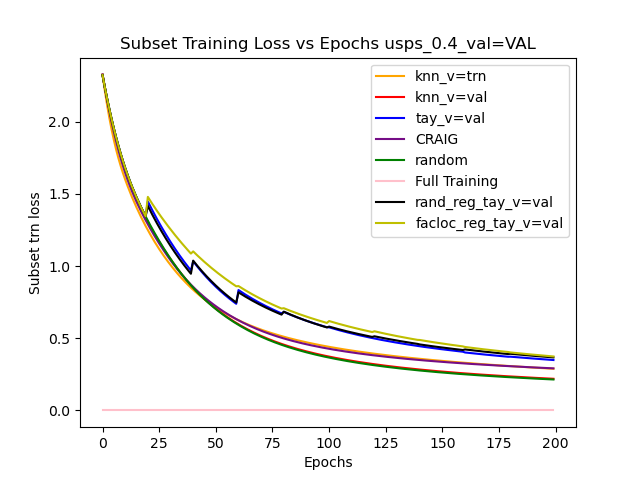 Subset Training Loss vs Epochs usps_0.4_val=VAL
knn_v=trn
knn_v=val
tay_v=val
CRAIG
random
Full Training
rand_reg_tay_v=val
facloc_reg_tay_v=val
Subset trn loss
2.0
1.5
1.0
0.5
0.0
0 25 50 75 100 125 150 175 200
Epochs